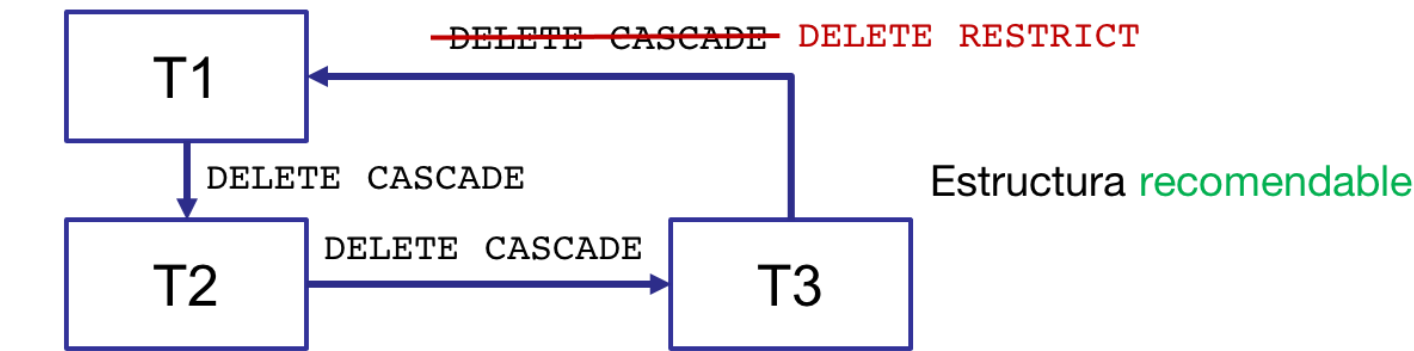 DELETE CASCADE DELETE RESTRICT
T1
DELETE CASCADE
Estructura recomendable
DELETE CASCADE
T2
T3